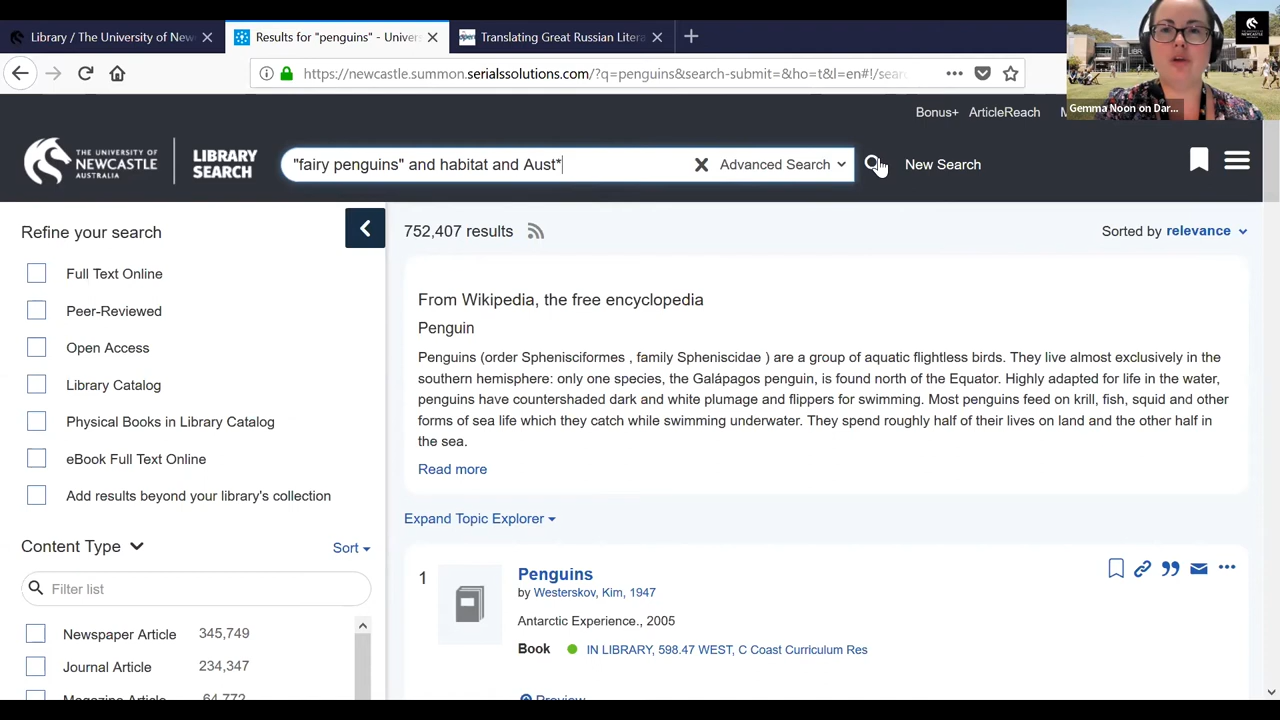 Library / The University of New
Results for "penguins" - Univer
Translating Great Russian Litera
https://newcastle.summon.serialssolutions.com/?q=penguins&search-submit=&ho=t&l=en#!/searc
Gemma Noon on Dar...
Bonus+ ArticleReach
THE UNIVERSITY OF
NEWCASTLE
AUSTRALIA
LIBRARY
SEARCH
"fairy penguins" and habitat and Aust*
Advanced Search
New Search
Refine your search
Full Text Online
Peer-Reviewed
Open Access
Library Catalog
Physical Books in Library Catalog
eBook Full Text Online
Add results beyond your library's collection
Content Type
Sort
Filter list
Newspaper Article 345,749
Journal Article 234,347
Magazine Article 64,772
752,407 results
Sorted by relevance
From Wikipedia, the free encyclopedia
Penguin
Penguins (order Sphenisciformes , family Spheniscidae ) are a group of aquatic flightless birds. They live almost exclusively in the
southern hemisphere: only one species, the Galápagos penguin, is found north of the Equator. Highly adapted for life in the water,
penguins have countershaded dark and white plumage and flippers for swimming. Most penguins feed on krill, fish, squid and other
forms of sea life which they catch while swimming underwater. They spend roughly half of their lives on land and the other half in
the sea.
Read more
Expand Topic Explorer
1
Penguins
by Westerskov, Kim, 1947
Antarctic Experience., 2005
Book IN LIBRARY, 598.47 WEST, C Coast Curriculum Res
Preview